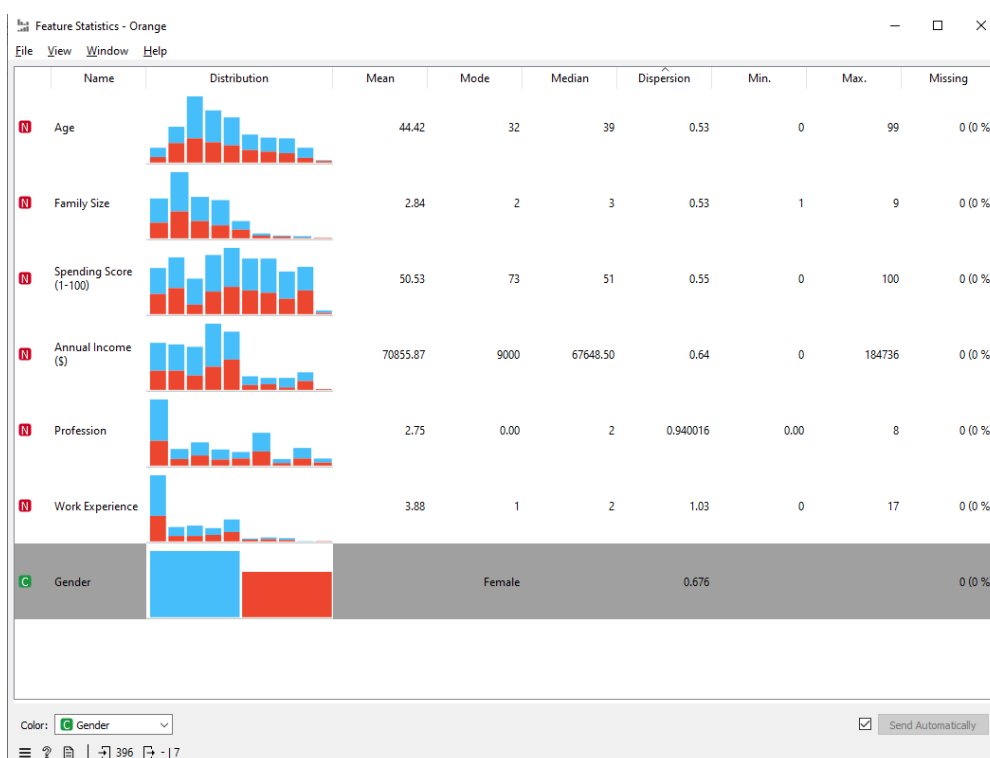 Feature Statistics - Orange
File View Window Help
Name Distribution Mean Mode Median Dispersion Min. Max. Missing
N Age 44.42 32 39 0.53 0 99 0 (0 %
N Family Size 2.84 2 3 0.53 1 9 0 (0 %
N Spending Score (1-100) 50.53 73 51 0.55 0 100 0 (0 %
N Annual Income ($) 70855.87 9000 67648.50 0.64 0 184736 0 (0 %
N Profession 2.75 0.00 2 0.940016 0.00 8 0 (0 %
N Work Experience 3.88 1 2 1.03 0 17 0 (0 %
C Gender Female 0.676 0 (0 %
Color: C Gender Send Automatically
? 396 - | 7